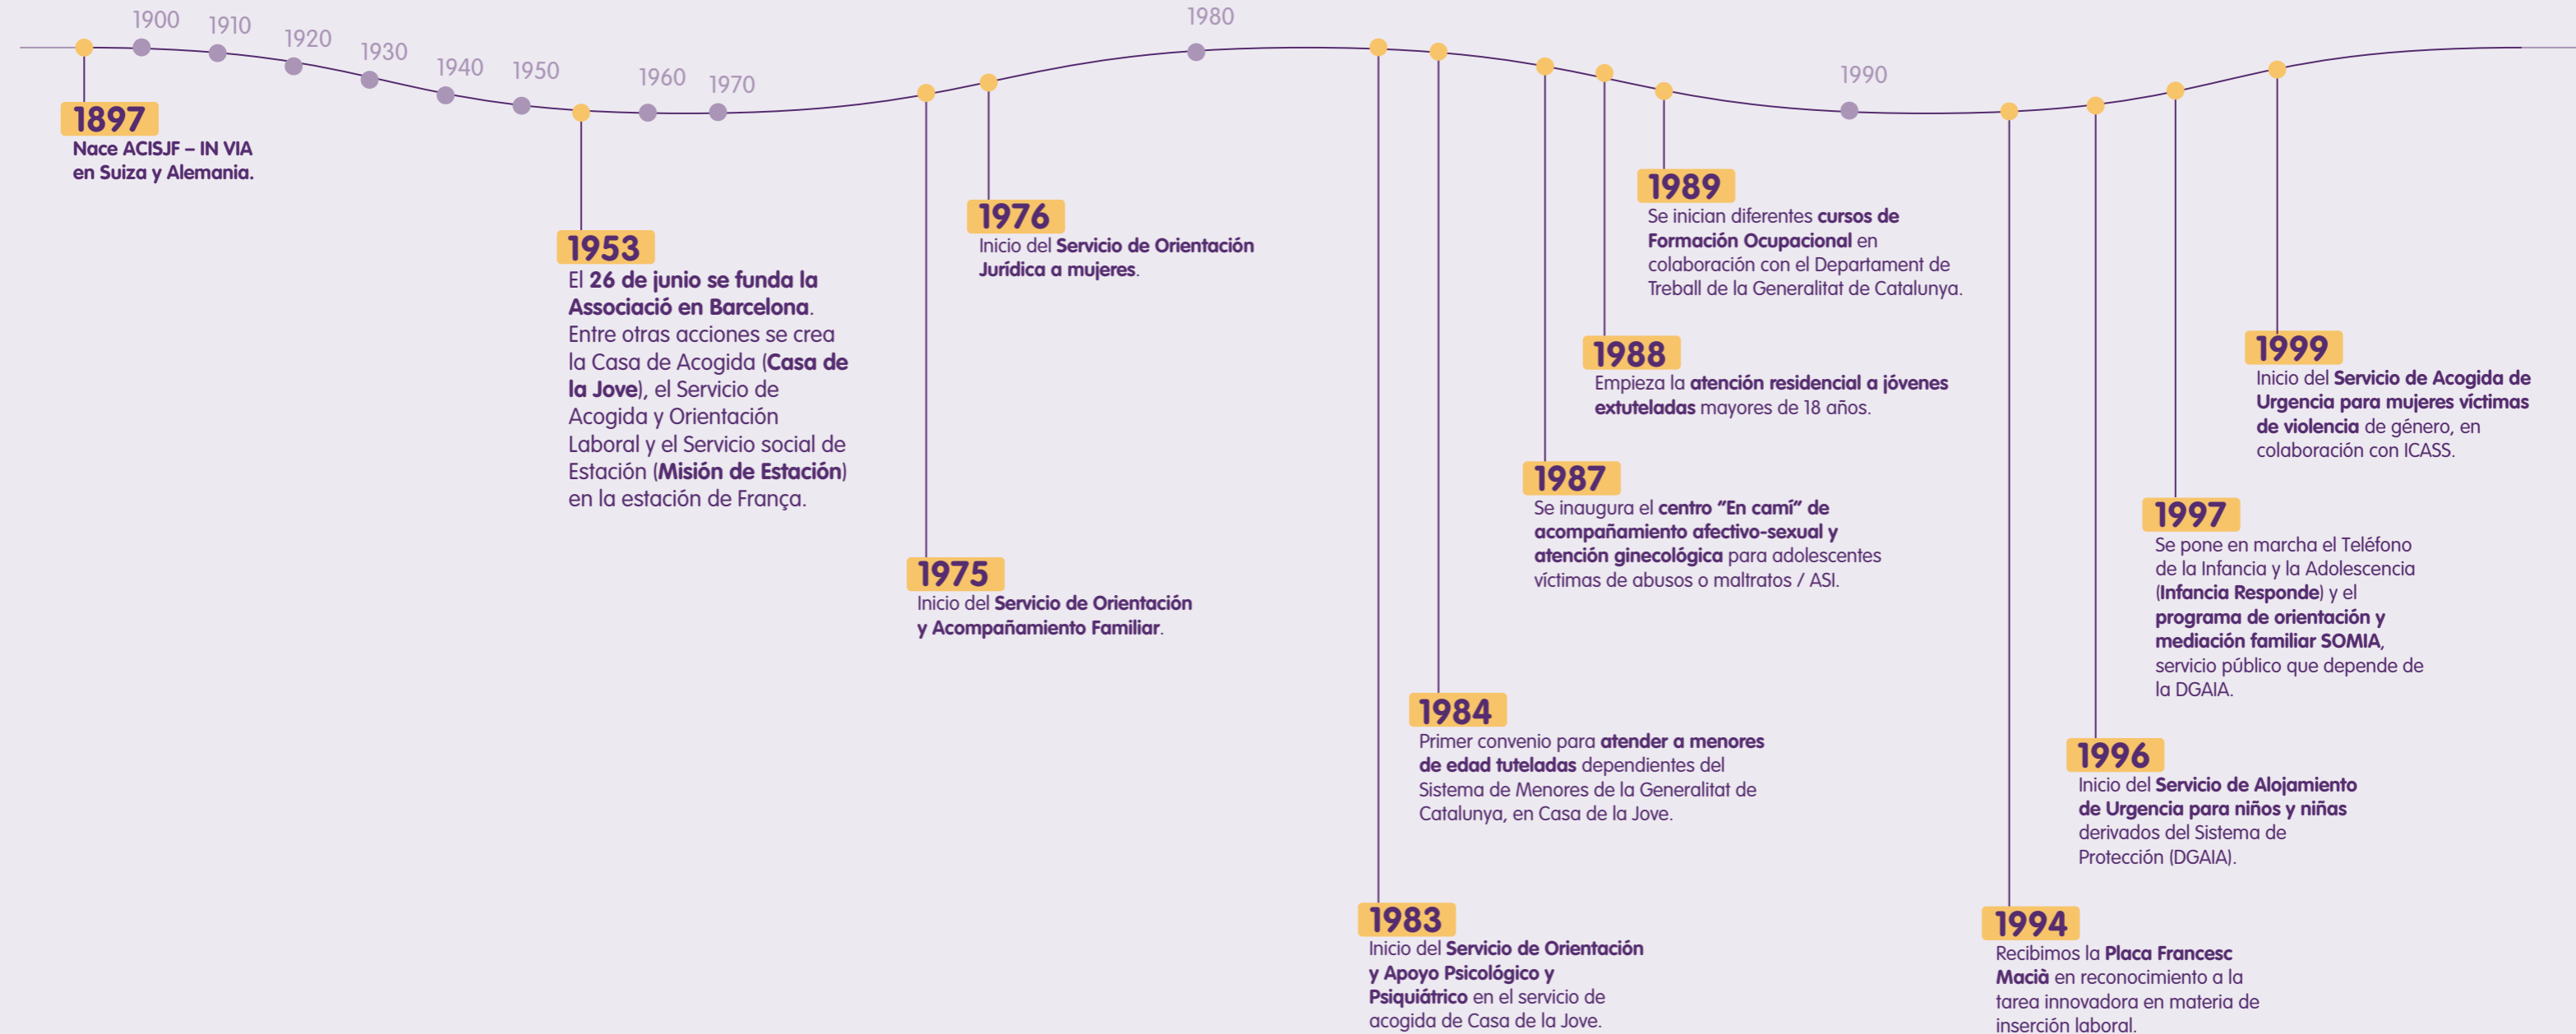 1900
1910
1920
1930
1940
1950
1960
1970
1980
1990
1897
Nace ACISJF – IN VIA
en Suiza y Alemania.
1953
El 26 de junio se funda la
Associació en Barcelona.
Entre otras acciones se crea
la Casa de Acogida (Casa de
la Jove), el Servicio de
Acogida y Orientación
Laboral y el Servicio social de
Estación (Misión de Estación)
en la estación de França.
1975
Inicio del Servicio de Orientación
y Acompañamiento Familiar.
1976
Inicio del Servicio de Orientación
Jurídica a mujeres.
1983
Inicio del Servicio de Orientación
y Apoyo Psicológico y
Psiquiátrico en el servicio de
acogida de Casa de la Jove.
1984
Primer convenio para atender a menores
de edad tuteladas dependientes del
Sistema de Menores de la Generalitat de
Catalunya, en Casa de la Jove.
1987
Se inaugura el centro “En camí” de
acompañamiento afectivo-sexual y
atención ginecológica para adolescentes
víctimas de abusos o maltratos / ASI.
1988
Empieza la atención residencial a jóvenes
extuteladas mayores de 18 años.
1989
Se inician diferentes cursos de
Formación Ocupacional en
colaboración con el Departament de
Treball de la Generalitat de Catalunya.
1994
Recibimos la Placa Francesc
Macià en reconocimiento a la
tarea innovadora en materia de
inserción laboral.
1996
Inicio del Servicio de Alojamiento
de Urgencia para niños y niñas
derivados del Sistema de
Protección (DGAIA).
1997
Se pone en marcha el Teléfono
de la Infancia y la Adolescencia
(Infancia Responde) y el
programa de orientación y
mediación familiar SOMIA,
servicio público que depende de
la DGAIA.
1999
Inicio del Servicio de Acogida de
Urgencia para mujeres víctimas
de violencia de género, en
colaboración con ICASS.